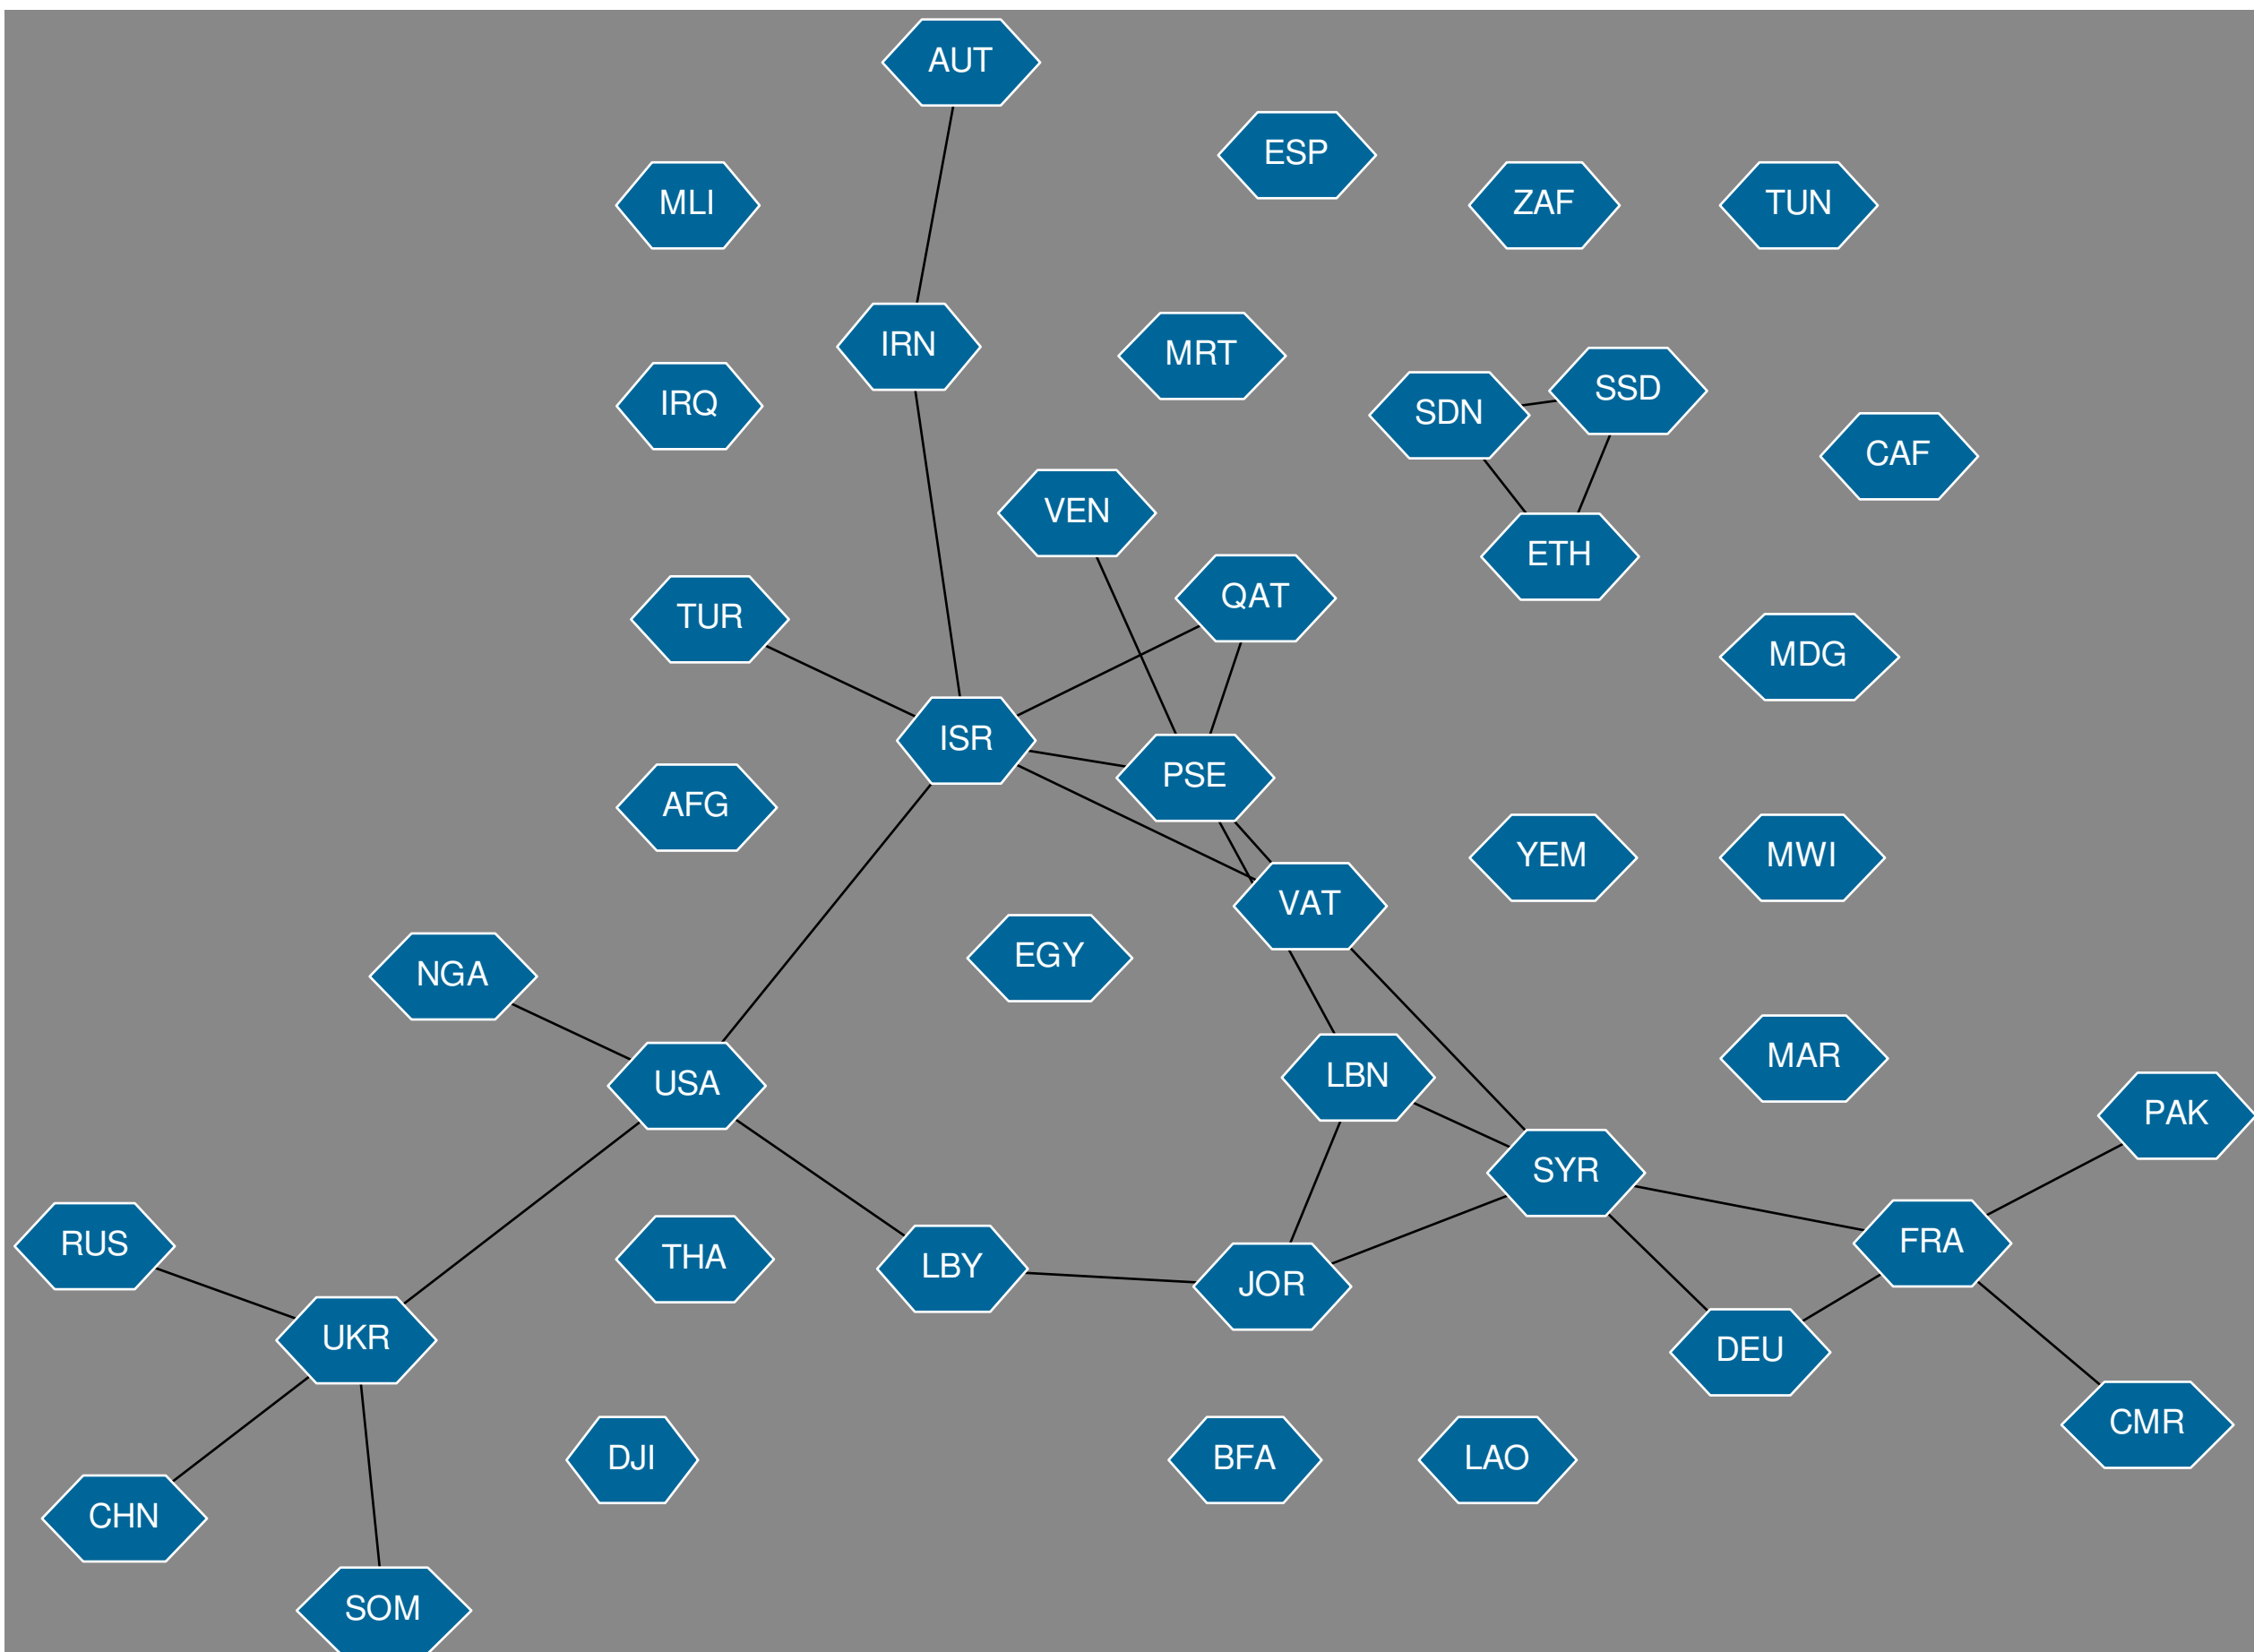 AUT
ESP
MLI
ZAF
TUN
IRN
MRT
SSD
IRQ
SDN
CAF
VEN
ETH
QAT
TUR
MDG
ISR
PSE
AFG
YEM
MWI
VAT
EGY
NGA
MAR
LBN
USA
PAK
SYR
FRA
RUS
THA
LBY
JOR
UKR
DEU
CMR
DJI
BFA
LAO
CHN
SOM